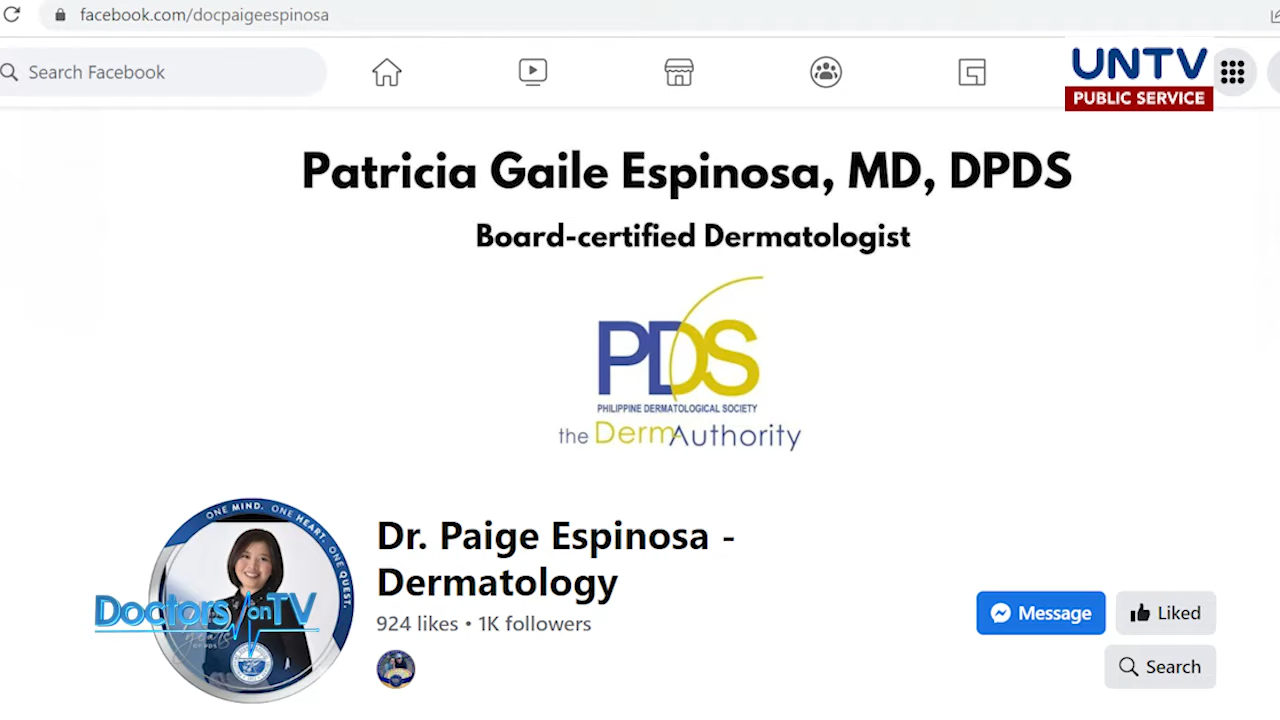 facebook.com/docpaigeespinosa
Search Facebook
UNTV
PUBLIC SERVICE
Patricia Gaile Espinosa, MD, DPDS
Board-certified Dermatologist
PDS
PHILIPPINE DERMATOLOGICAL SOCIETY
the DermAuthority
ONE MIND. ONE HEART. ONE QUEST.
Doctors onTV
Dr. Paige Espinosa -
Dermatology
924 likes • 1K followers
Message
Liked
Search